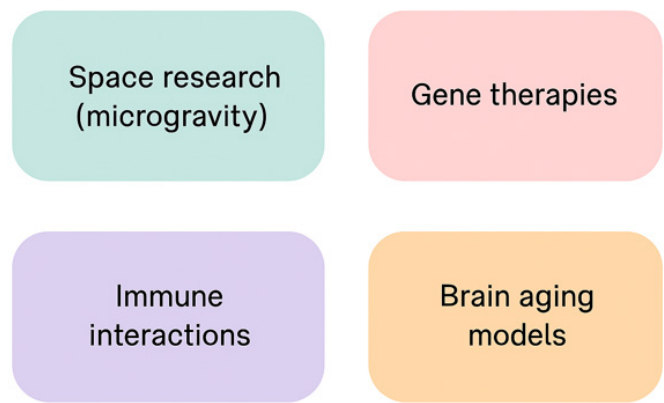 Space research
(microgravity)
Gene therapies
Immune
interactions
Brain aging
models